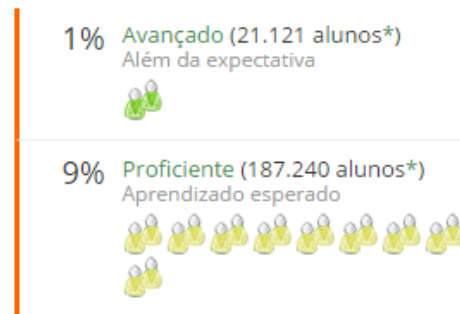 1% Avançado (21.121 alunos*)
Além da expectativa
9% Proficiente (187.240 alunos*)
Aprendizado esperado